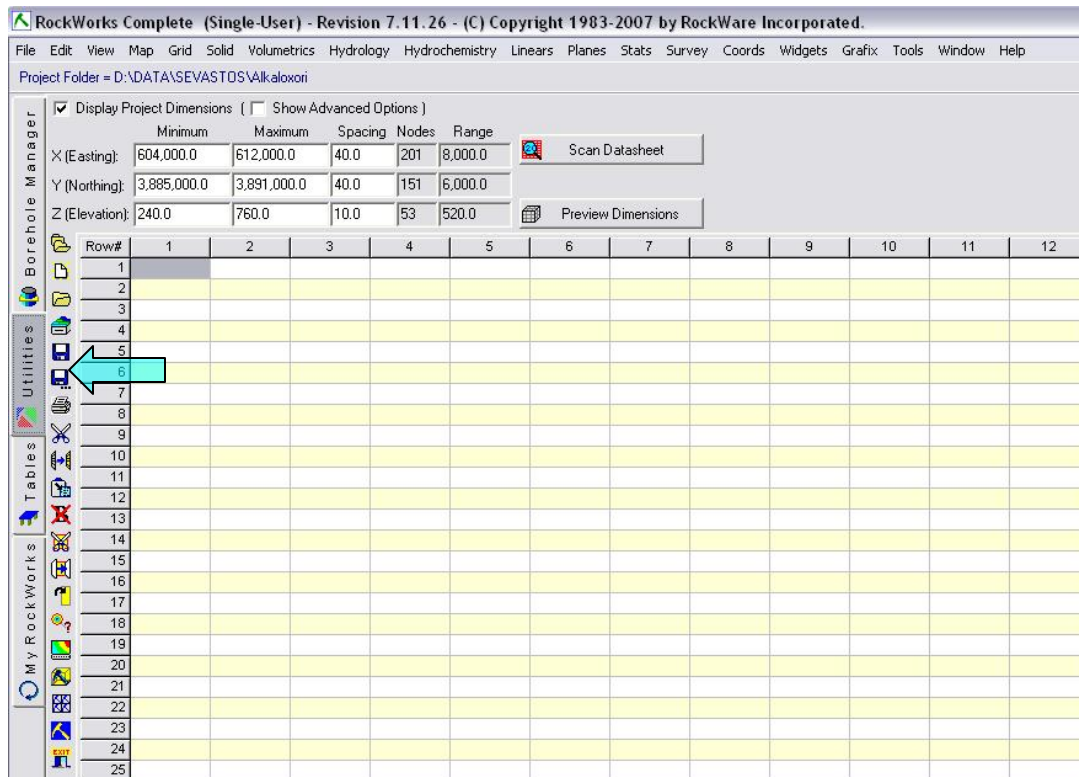 RockWorks Complete (Single-User) - Revision 7.11.26 - (C) Copyright 1983-2007 by RockWare Incorporated.
File Edit View Map Grid Solid Volumetrics Hydrology Hydrochemistry Linears Planes Stats Survey Coords Widgets Grafix Tools Window Help
Project Folder = D:\DATA\SEVASTOS\Alkaloxori
Display Project Dimensions ( Show Advanced Options )
Minimum Maximum Spacing Nodes Range
X (Easting): 604,000.0 612,000.0 40.0 201 8,000.0 Scan Datasheet
Y (Northing): 3,885,000.0 3,891,000.0 40.0 151 6,000.0
Z (Elevation): 240.0 760.0 10.0 53 520.0 Preview Dimensions
Borehole Manager
Utilities
Tables
My RockWorks
Row# 1 2 3 4 5 6 7 8 9 10 11 12
1
2
3
4
5
6
7
8
9
10
11
12
13
14
15
16
17
18
19
20
21
22
23
24
25
EXIT